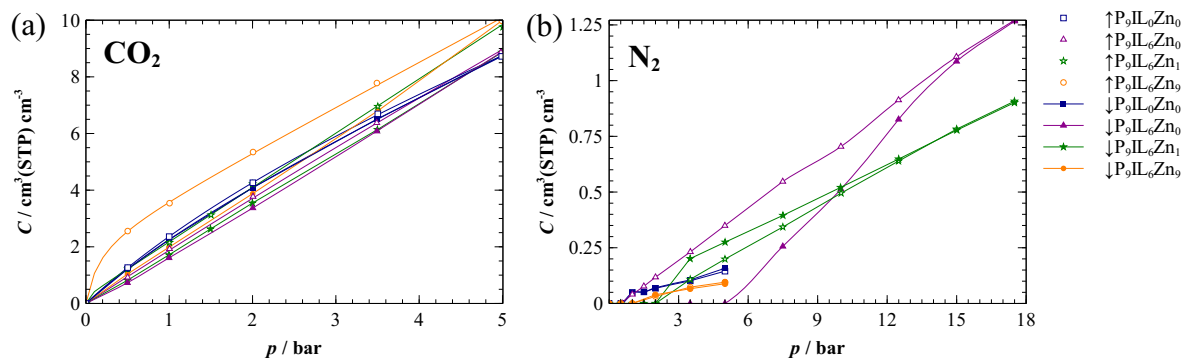 (a)
CO₂
10
8
6
4
2
0
0 1 2 3 4 5
C / cm³(STP) cm⁻³
p / bar
(b)
N₂
1.25
1
0.75
0.5
0.25
0
3 6 9 12 15 18
C / cm³(STP) cm⁻³
p / bar
↑P₉IL₀Zn₀
↑P₉IL₆Zn₀
↑P₉IL₆Zn₁
↑P₉IL₆Zn₉
↓P₉IL₀Zn₀
↓P₉IL₆Zn₀
↓P₉IL₆Zn₁
↓P₉IL₆Zn₉